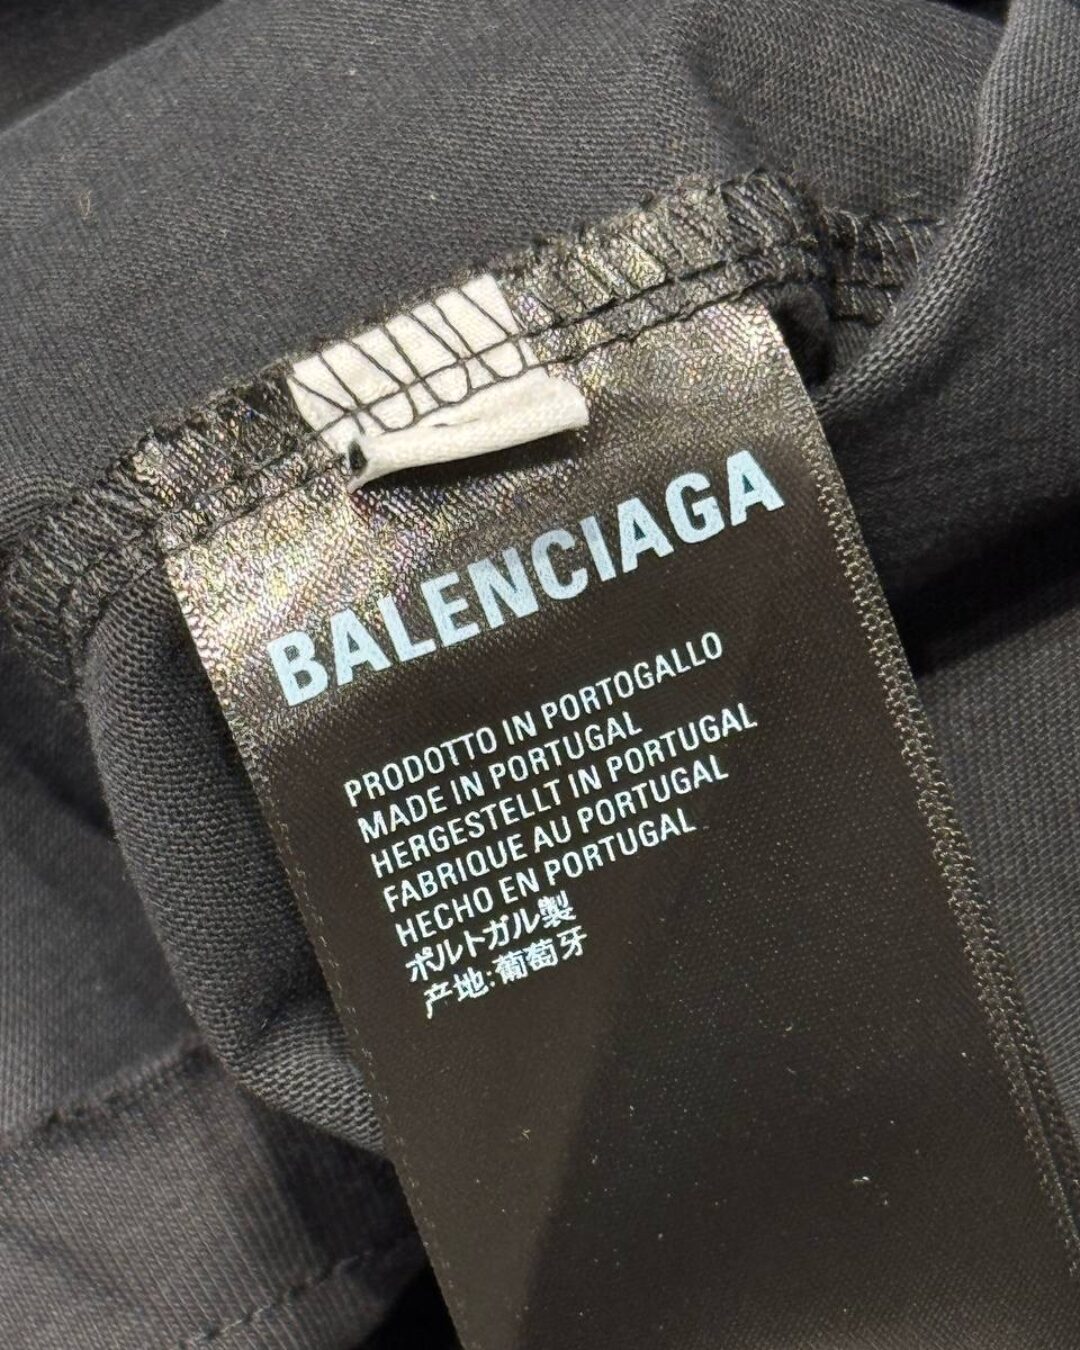 BALENCIAGA
PRODOTTO IN PORTOGALLO
MADE IN PORTUGAL
HERGESTELLT IN PORTUGAL
FABRIQUE AU PORTUGAL
HECHO EN PORTUGAL
ポルトガル製
产地:葡萄牙